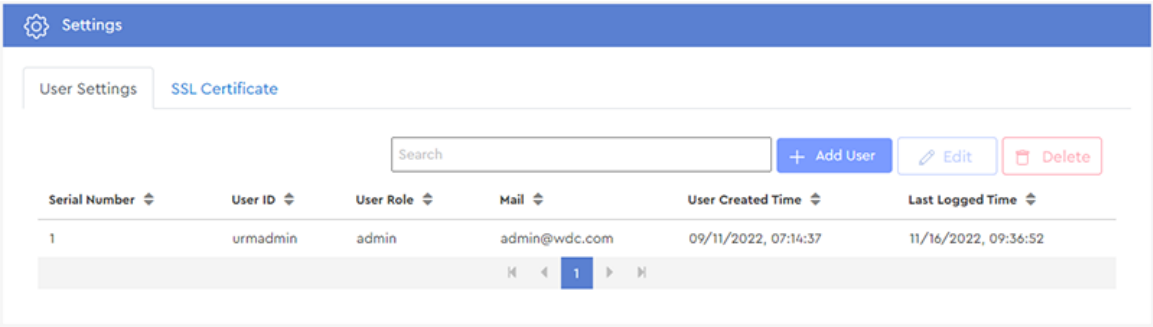 Settings
User Settings SSL Certificate
Search + Add User Edit Delete
Serial Number User ID User Role Mail User Created Time Last Logged Time
1 urmadmin admin admin@wdc.com 09/11/2022, 07:14:37 11/16/2022, 09:36:52
1